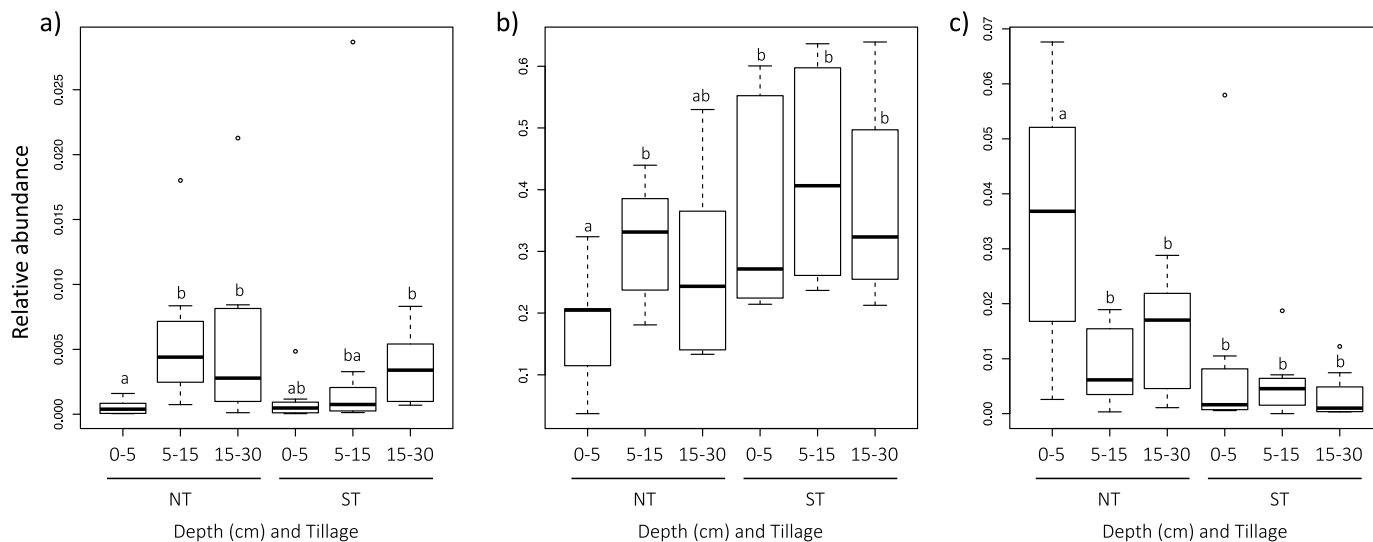 a)
Relative abundance
0.025
0.020
0.015
0.010
0.005
0.000
a
b
b
ab
ba
b
0-5 5-15 15-30 0-5 5-15 15-30
NT ST
Depth (cm) and Tillage
b)
0.6
0.5
0.4
0.3
0.2
0.1
a
b
ab
b
b
b
0-5 5-15 15-30 0-5 5-15 15-30
NT ST
Depth (cm) and Tillage
c)
0.07
0.06
0.05
0.04
0.03
0.02
0.01
0.00
a
b
b
b
b
b
0-5 5-15 15-30 0-5 5-15 15-30
NT ST
Depth (cm) and Tillage